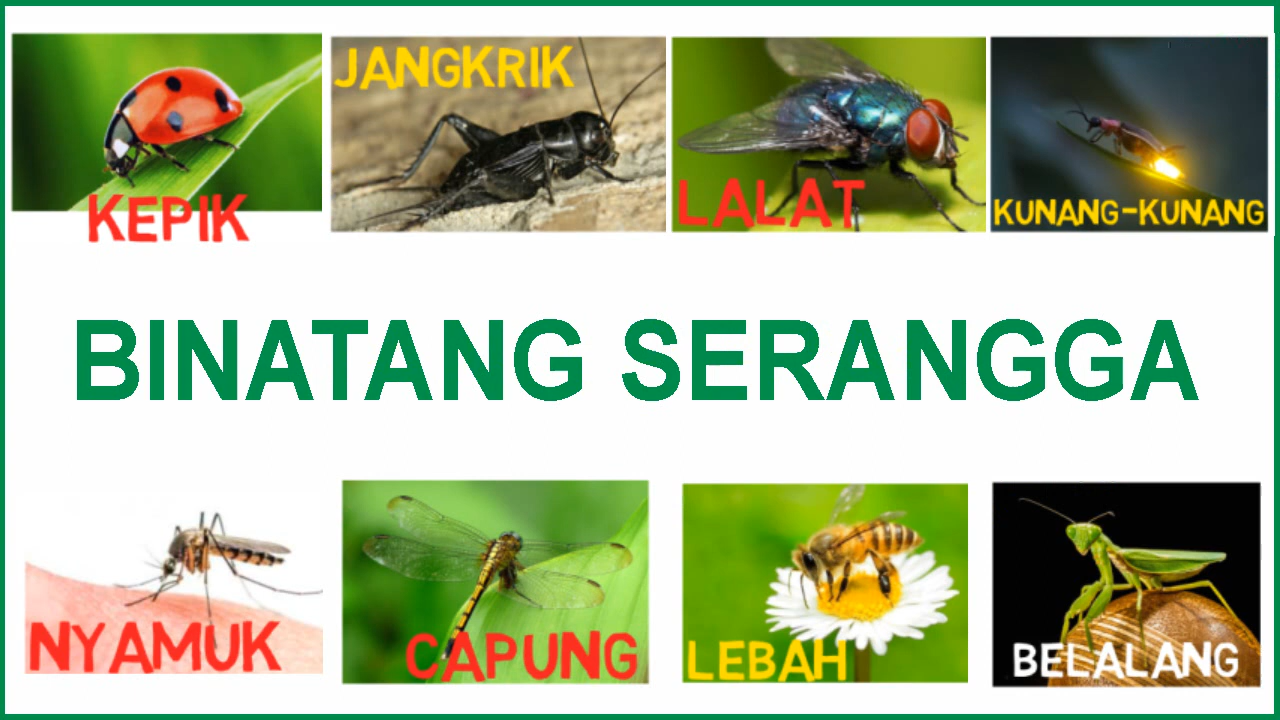 KEPIK
JANGKRIK
LALAT
KUNANG-KUNANG
BINATANG SERANGGA
NYAMUK
CAPUNG
LEBAH
BELALANG